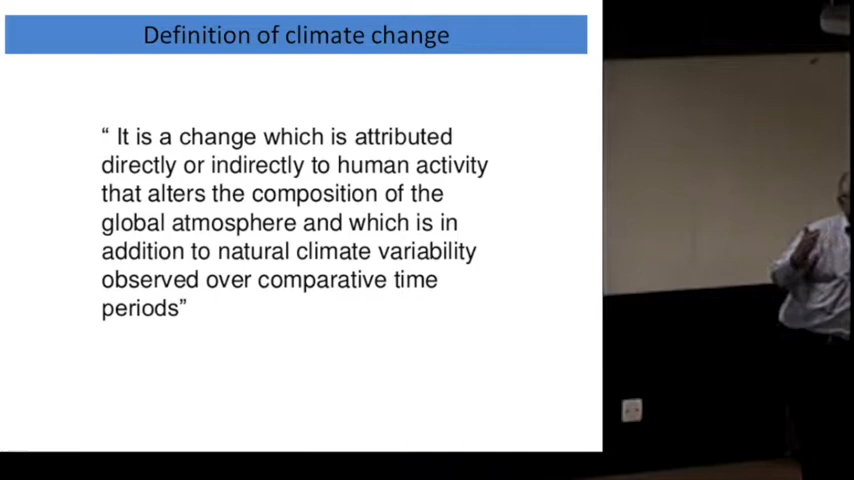 Definition of climate change
“ It is a change which is attributed
directly or indirectly to human activity
that alters the composition of the
global atmosphere and which is in
addition to natural climate variability
observed over comparative time
periods”